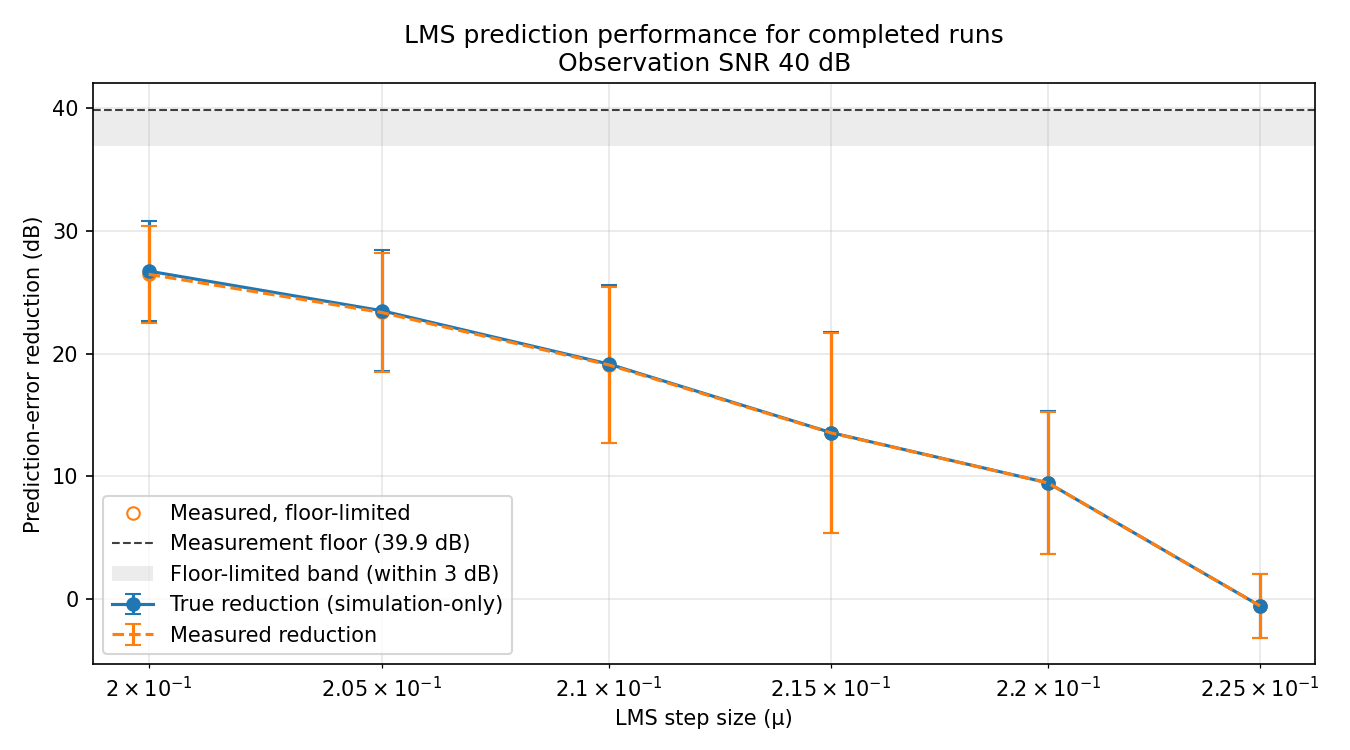 LMS prediction performance for completed runs
Observation SNR 40 dB
Prediction-error reduction (dB)
40
30
20
10
0
Measured, floor-limited
Measurement floor (39.9 dB)
Floor-limited band (within 3 dB)
True reduction (simulation-only)
Measured reduction
2 × 10⁻¹
2.05 × 10⁻¹
2.1 × 10⁻¹
2.15 × 10⁻¹
2.2 × 10⁻¹
2.25 × 10⁻¹
LMS step size (μ)